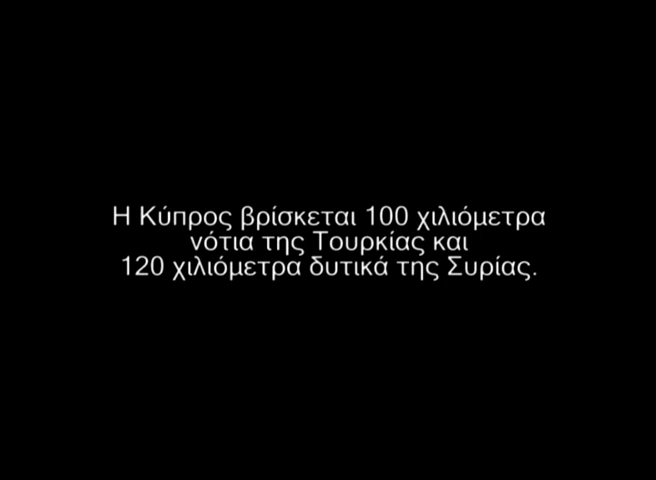 Η Κύπρος βρίσκεται 100 χιλιόμετρα
νότια της Τουρκίας και
120 χιλιόμετρα δυτικά της Συρίας.